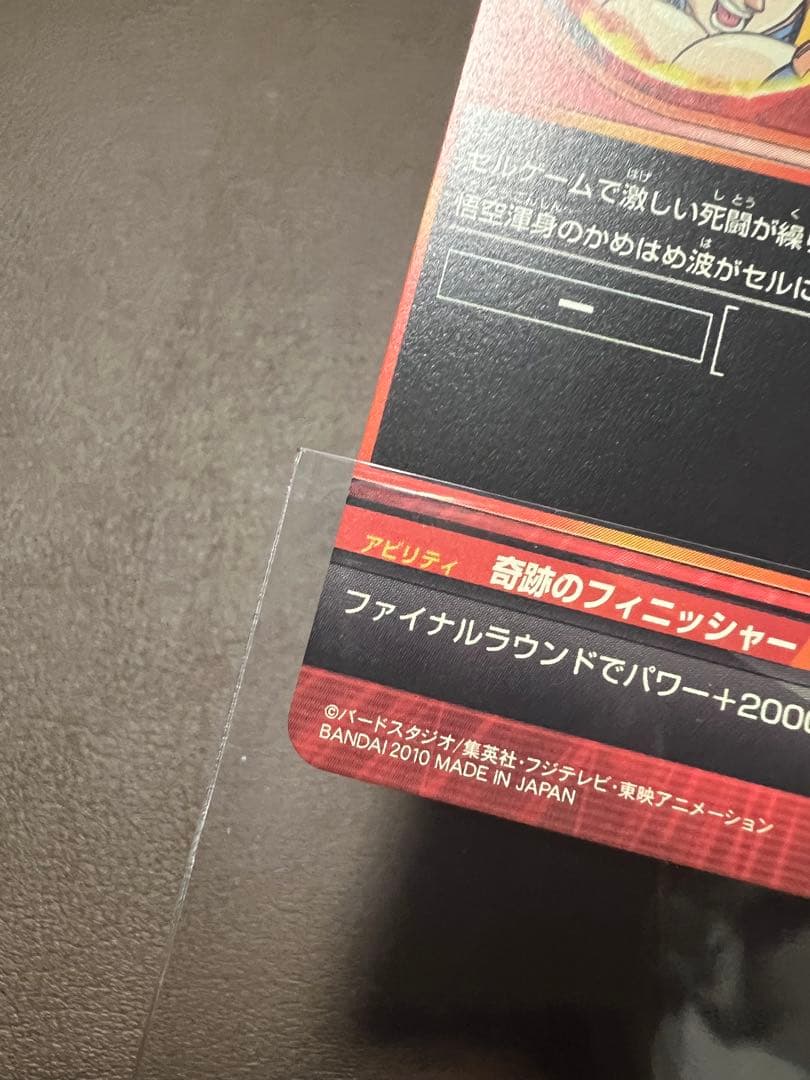 セルゲームで激しい死闘が繰
悟空渾身のかめはめ波がセルに
ー
アビリティ 奇跡のフィニッシャー
ファイナルラウンドでパワー+2000
©バードスタジオ/集英社・フジテレビ・東映アニメーション
BANDAI 2010 MADE IN JAPAN